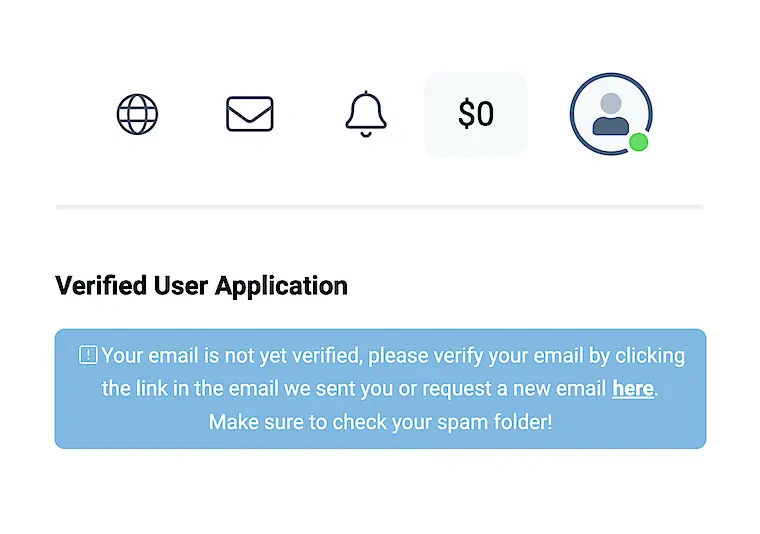 $0
Verified User Application
! Your email is not yet verified, please verify your email by clicking
the link in the email we sent you or request a new email here.
Make sure to check your spam folder!